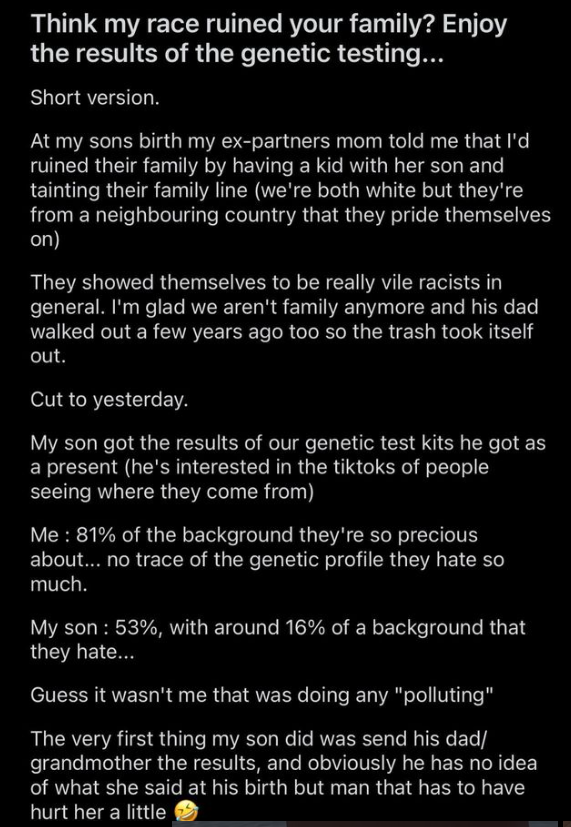 Think my race ruined your family? Enjoy
the results of the genetic testing...
Short version.
At my sons birth my ex-partners mom told me that I'd
ruined their family by having a kid with her son and
tainting their family line (we're both white but they're
from a neighbouring country that they pride themselves
on)
They showed themselves to be really vile racists in
general. I'm glad we aren't family anymore and his dad
walked out a few years ago too so the trash took itself
out.
Cut to yesterday.
My son got the results of our genetic test kits he got as
a present (he's interested in the tiktoks of people
seeing where they come from)
Me : 81% of the background they're so precious
about... no trace of the genetic profile they hate so
much.
My son : 53%, with around 16% of a background that
they hate...
Guess it wasn't me that was doing any "polluting"
The very first thing my son did was send his dad/
grandmother the results, and obviously he has no idea
of what she said at his birth but man that has to have
hurt her a little 🤣